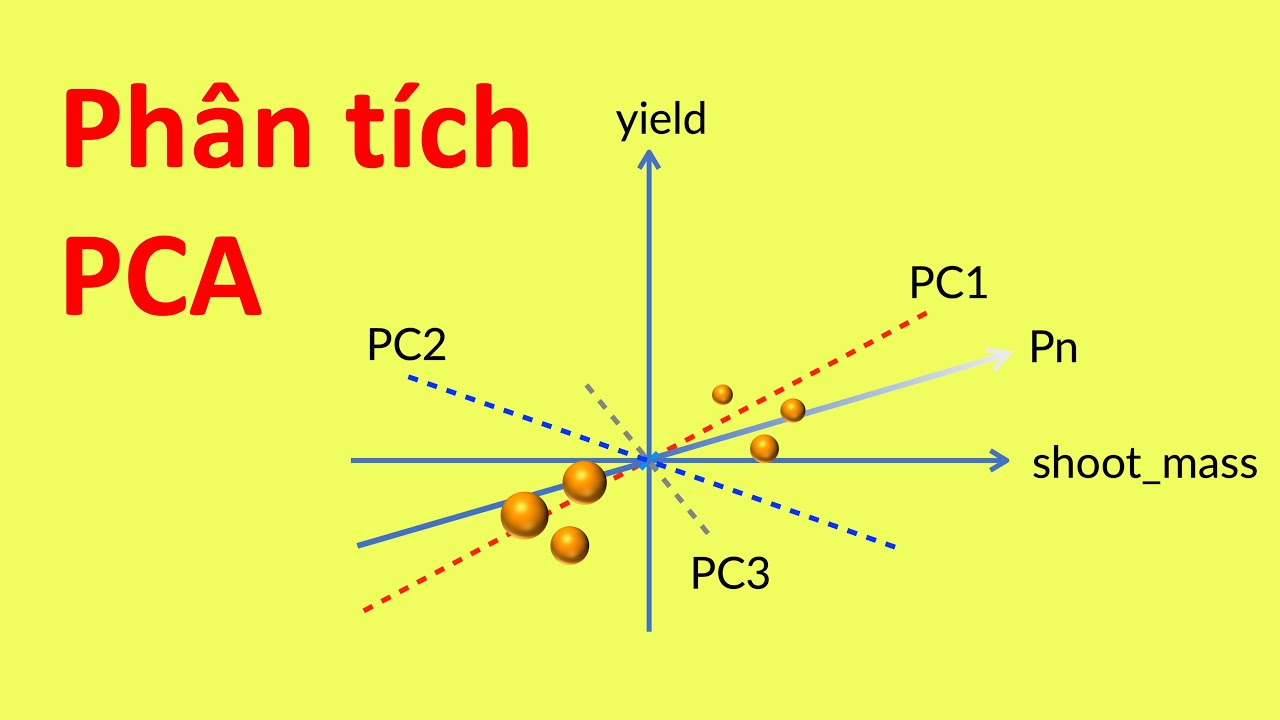 Phân tích
PCA
yield
PC1
PC2
Pn
shoot_mass
PC3